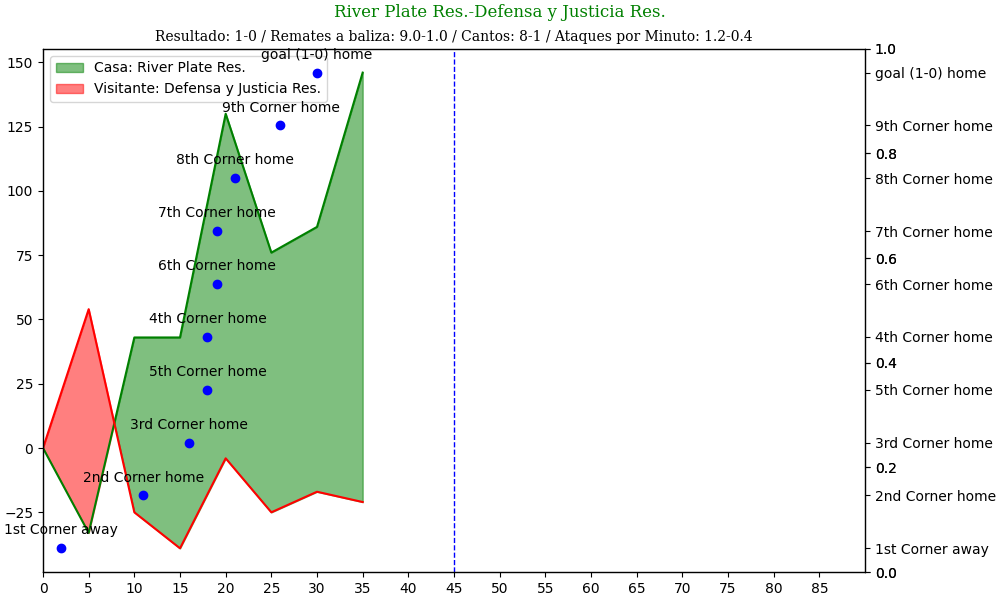 River Plate Res.-Defensa y Justicia Res.
Resultado: 1-0 / Remates a baliza: 9.0-1.0 / Cantos: 8-1 / Ataques por Minuto: 1.2-0.4
Casa: River Plate Res.
Visitante: Defensa y Justicia Res.
goal (1-0) home
9th Corner home
8th Corner home
7th Corner home
6th Corner home
4th Corner home
5th Corner home
3rd Corner home
2nd Corner home
1st Corner away
150
125
100
75
50
25
0
−25
1.0
goal (1-0) home
9th Corner home
0.8
8th Corner home
7th Corner home
0.6
6th Corner home
4th Corner home
0.4
5th Corner home
3rd Corner home
0.2
2nd Corner home
1st Corner away
0.0
0 5 10 15 20 25 30 35 40 45 50 55 60 65 70 75 80 85